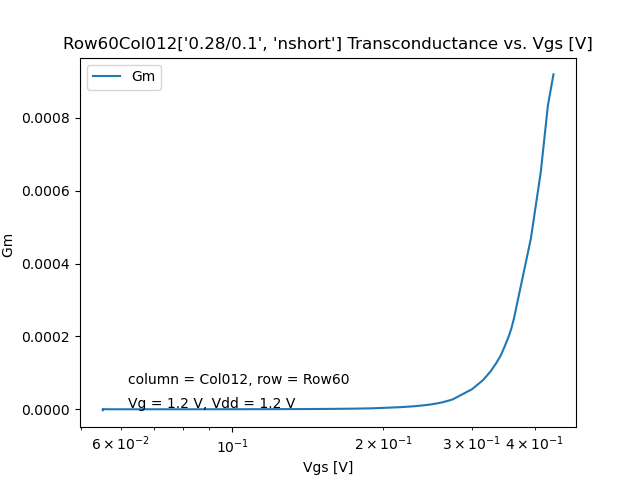 Row60Col012['0.28/0.1', 'nshort'] Transconductance vs. Vgs [V]
Gm
0.0008
0.0006
0.0004
0.0002
0.0000
Gm
column = Col012, row = Row60
Vg = 1.2 V, Vdd = 1.2 V
6 × 10⁻² 10⁻¹ 2 × 10⁻¹ 3 × 10⁻¹ 4 × 10⁻¹
Vgs [V]